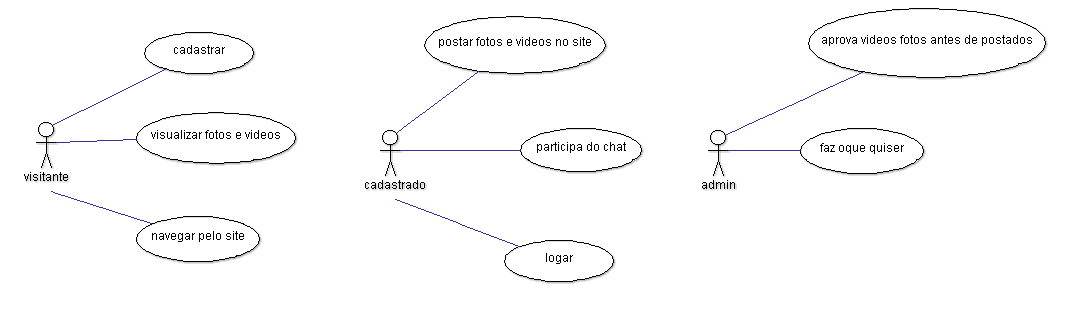 cadastrar
visualizar fotos e videos
visitante
navegar pelo site
postar fotos e videos no site
participa do chat
cadastrado
logar
aprova videos fotos antes de postados
faz oque quiser
admin